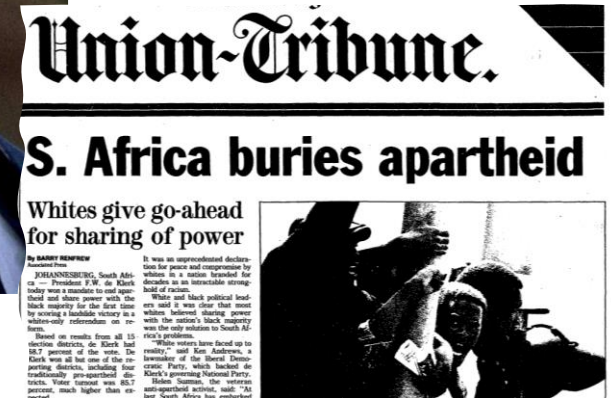 Union-Tribune.
S. Africa buries apartheid
Whites give go-ahead
for sharing of power
By BARRY RENFREW
Associated Press
JOHANNESBURG, South Afri-
ca — President F.W. de Klerk
today won a mandate to end apar-
theid and share power with the
black majority for the first time
by scoring a landslide victory in a
whites-only referendum on re-
form.
Based on results from all 15
election districts, de Klerk had
68.7 percent of the vote. De
Klerk won all but one of the re-
porting districts, including four
traditionally pro-apartheid dis-
tricts. Voter turnout was 85.7
percent, much higher than ex-
pected.
It was an unprecedented declara-
tion for peace and compromise by
whites in a nation branded for
decades as an intractable strong-
hold of racism.
White and black political lead-
ers said it was clear that most
whites believed sharing power
with the nation's black majority
was the only solution to South Af-
rica's problems.
"White voters have faced up to
reality," said Ken Andrews, a
lawmaker of the liberal Demo-
cratic Party, which backed de
Klerk's governing National Party.
Helen Suzman, the veteran
anti-apartheid activist, said: "At
last South Africa has embarked